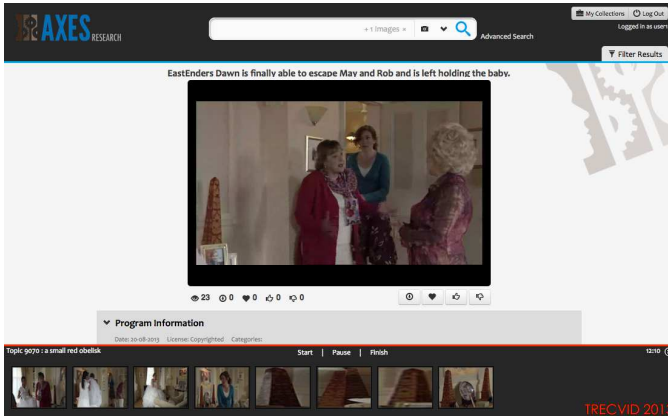 My Collections Log Out
AXES RESEARCH
+1 images ×
Advanced Search
Logged in as user1
Filter Results
EastEnders Dawn is finally able to escape May and Rob and is left holding the baby.
23 0 0 0 0
Program Information
Date: 20-08-2013 License: Copyrighted Categories:
Topic 9070 : a small red obelisk
Start | Pause | Finish
12:10
TRECVID 201